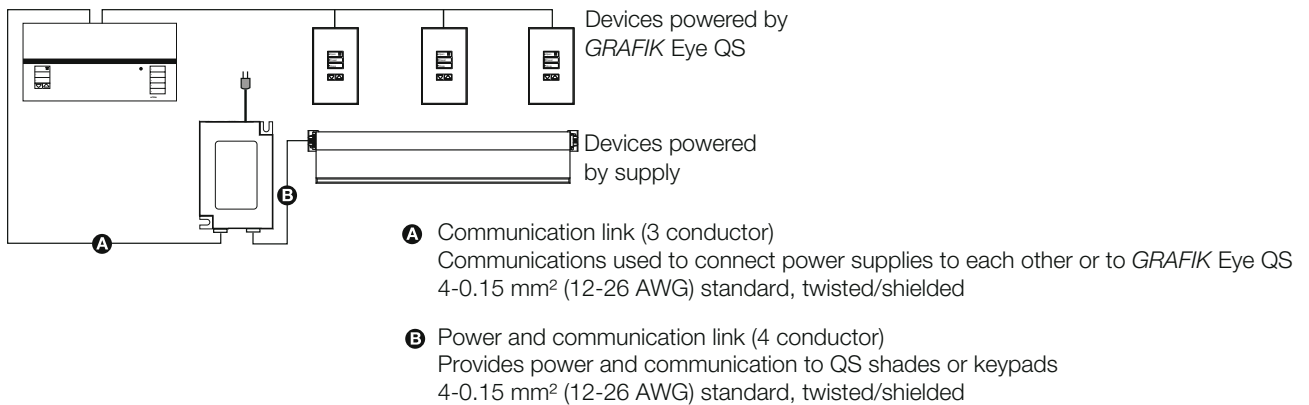 Devices powered by
GRAFIK Eye QS
Devices powered
by supply
B
A
A Communication link (3 conductor)
Communications used to connect power supplies to each other or to GRAFIK Eye QS
4-0.15 mm² (12-26 AWG) standard, twisted/shielded
B Power and communication link (4 conductor)
Provides power and communication to QS shades or keypads
4-0.15 mm² (12-26 AWG) standard, twisted/shielded